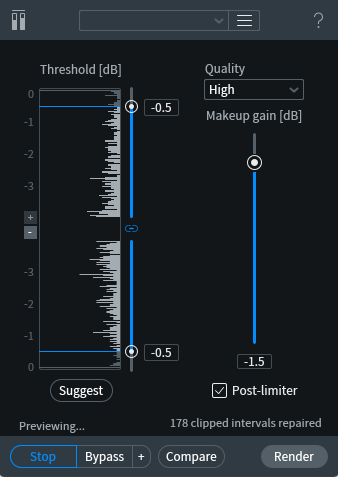 ?
Threshold [dB]
Quality
High
Makeup gain [dB]
0
-1
-2
-3
+
-
-3
-2
-1
0
-0.5
-0.5
-1.5
Suggest
Post-limiter
Previewing...
178 clipped intervals repaired
Stop
Bypass
+
Compare
Render